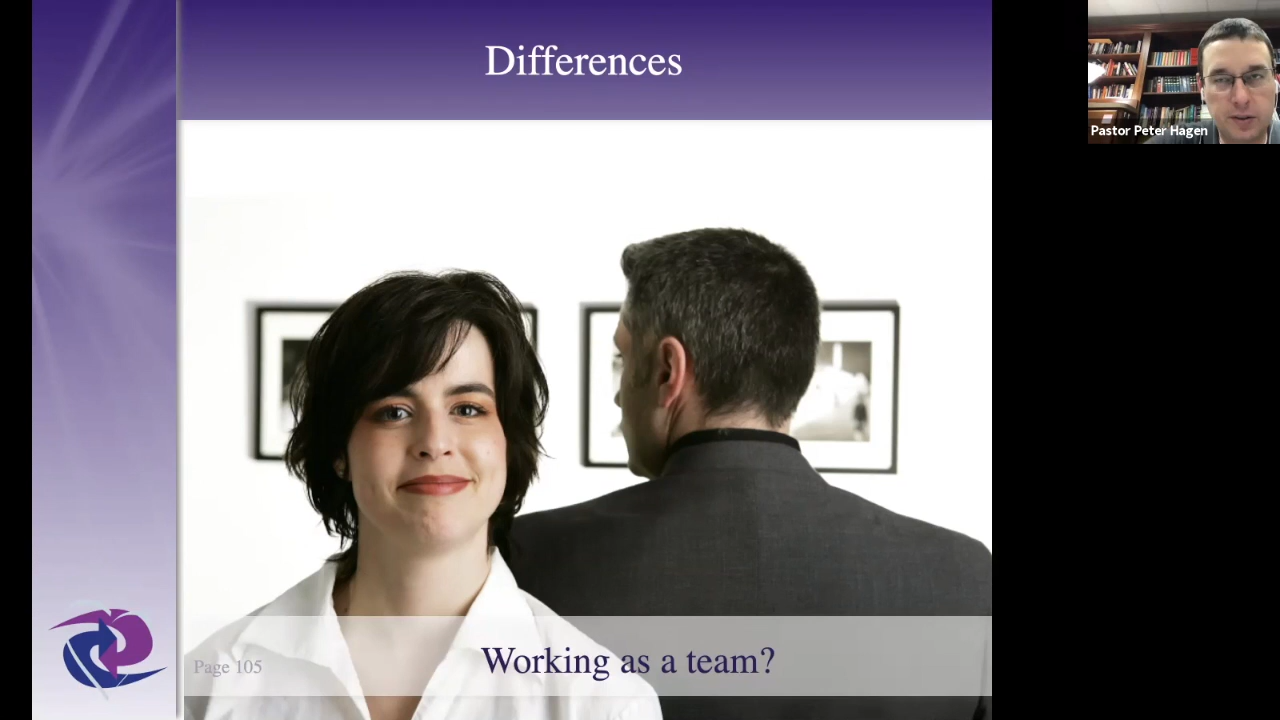 Differences
Pastor Peter Hagen
Page 105
Working as a team?